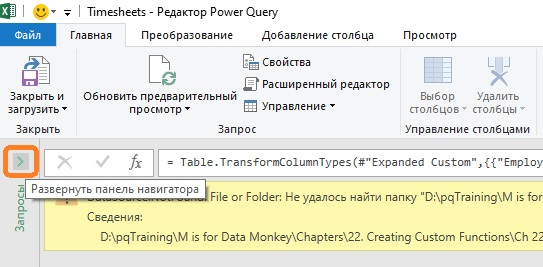 Timesheets - Редактор Power Query
Файл Главная Преобразование Добавление столбца Просмотр
Закрыть и загрузить
Обновить предварительный просмотр
Свойства
Расширенный редактор
Управление
Выбор столбцов
Удалить столбцы
Закрыть Запрос Управление столбцами
= Table.TransformColumnTypes(#"Expanded Custom",{{"Employ
Развернуть панель навигатора
File or Folder: Не удалось найти папку "D:\pqTraining\M is for
Сведения:
D:\pqTraining\M is for Data Monkey\Chapters\22. Creating Custom Functions\Ch 22
Запросы